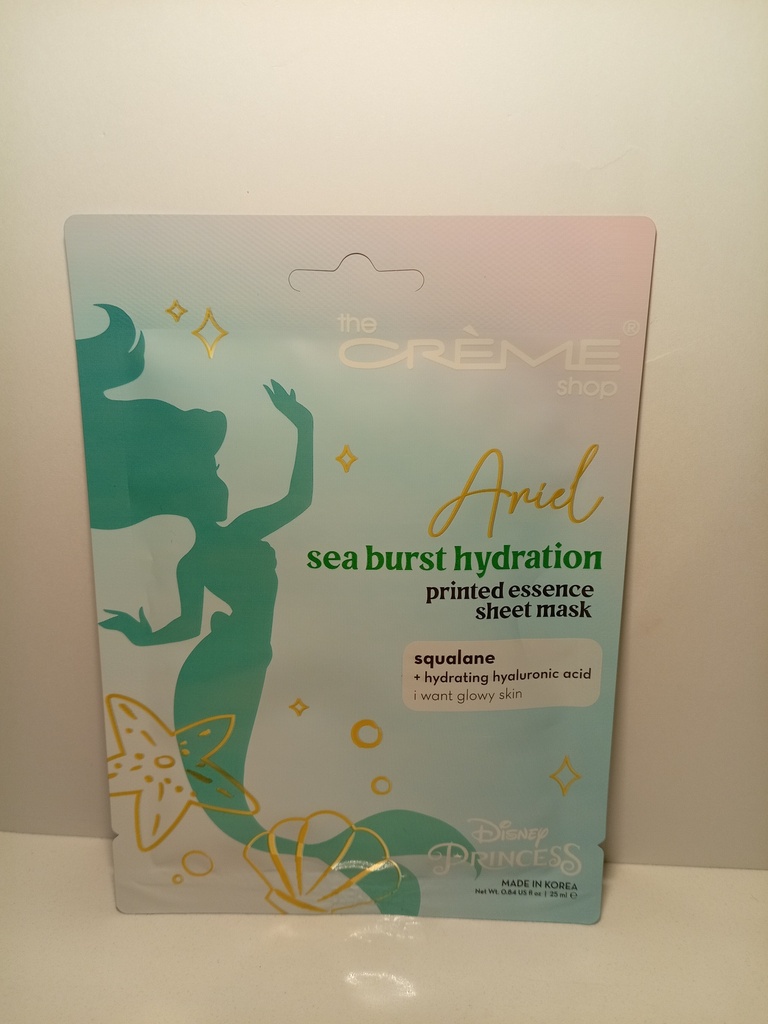 the
CRÈME®
shop
Ariel
sea burst hydration
printed essence
sheet mask
squalane
+ hydrating hyaluronic acid
i want glowy skin
Disney
PRINCESS
MADE IN KOREA
Net Wt. 0.84 US fl oz | 25 ml ℮